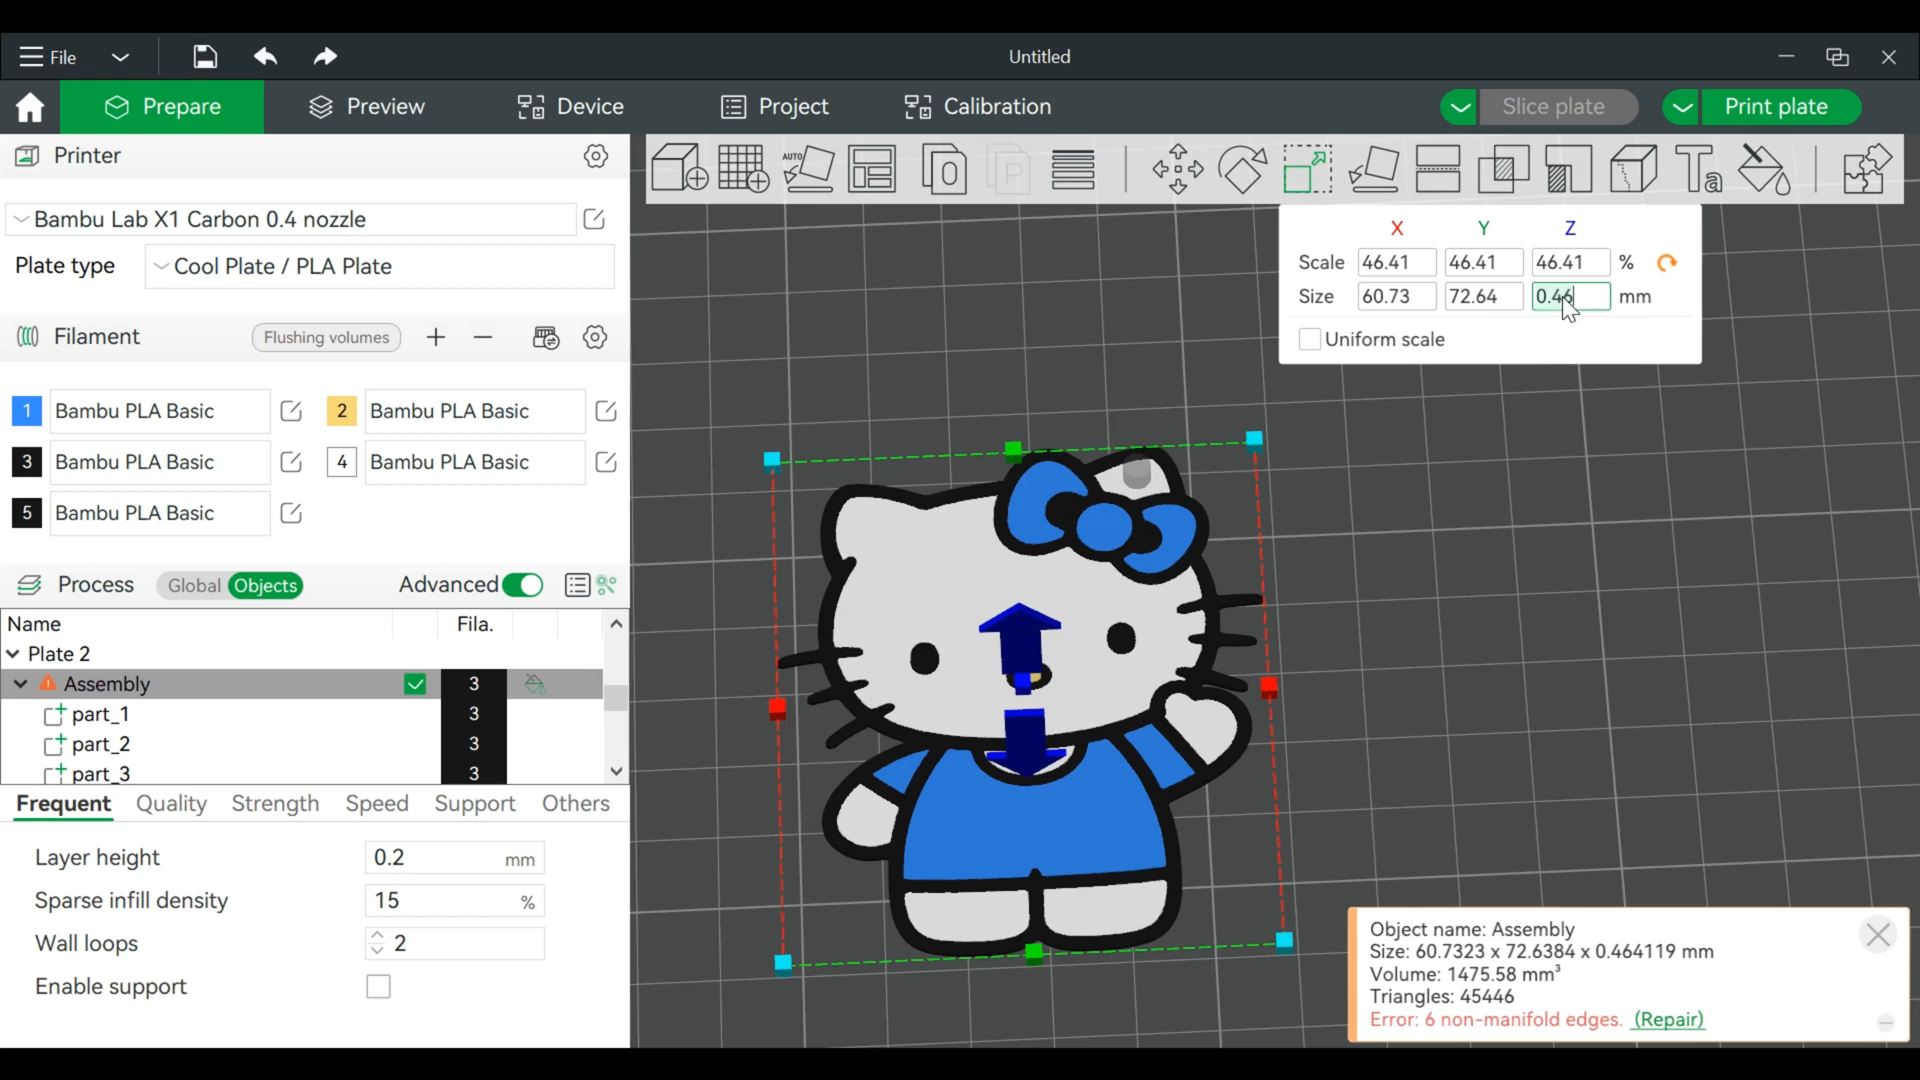 File
Untitled
Prepare
Preview
Device
Project
Calibration
Slice plate
Print plate
Printer
AUTO
O
P
Ta
Bambu Lab X1 Carbon 0.4 nozzle
X Y Z
Scale 46.41 46.41 46.41 %
Plate type Cool Plate / PLA Plate
Size 60.73 72.64 0.46 mm
Filament Flushing volumes
Uniform scale
1 Bambu PLA Basic 2 Bambu PLA Basic
3 Bambu PLA Basic 4 Bambu PLA Basic
5 Bambu PLA Basic
Process Global Objects Advanced
Name Fila.
Plate 2
Assembly 3
part_1 3
part_2 3
part_3 3
Frequent Quality Strength Speed Support Others
Layer height 0.2 mm
Sparse infill density 15 %
Wall loops 2
Enable support
Object name: Assembly
Size: 60.7323 x 72.6384 x 0.464119 mm
Volume: 1475.58 mm³
Triangles: 45446
Error: 6 non-manifold edges. (Repair)